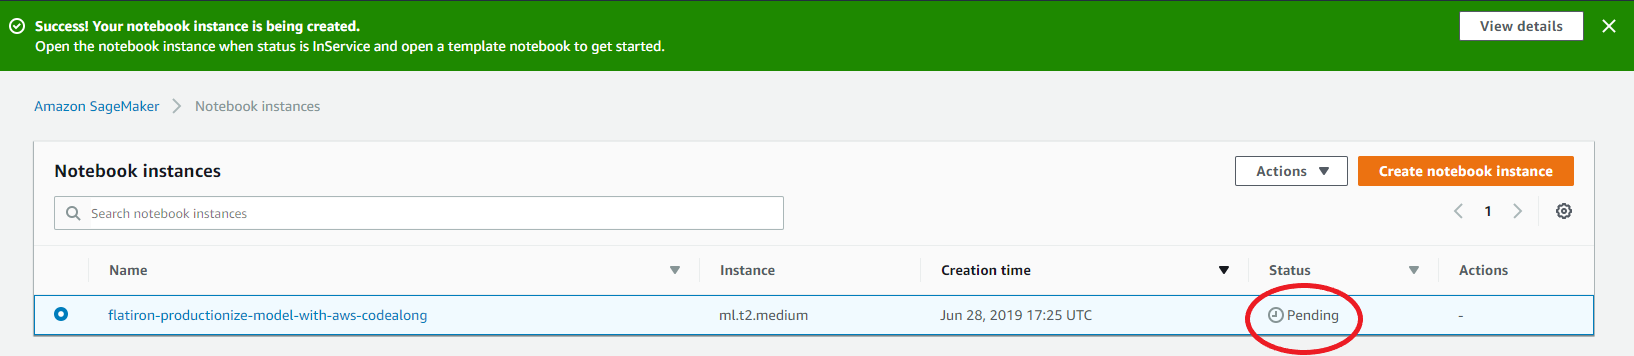 Success! Your notebook instance is being created.
Open the notebook instance when status is InService and open a template notebook to get started.
View details
Amazon SageMaker > Notebook instances
Notebook instances
Actions
Create notebook instance
Search notebook instances
1
Name Instance Creation time Status Actions
flatiron-productionize-model-with-aws-codealong ml.t2.medium Jun 28, 2019 17:25 UTC Pending -